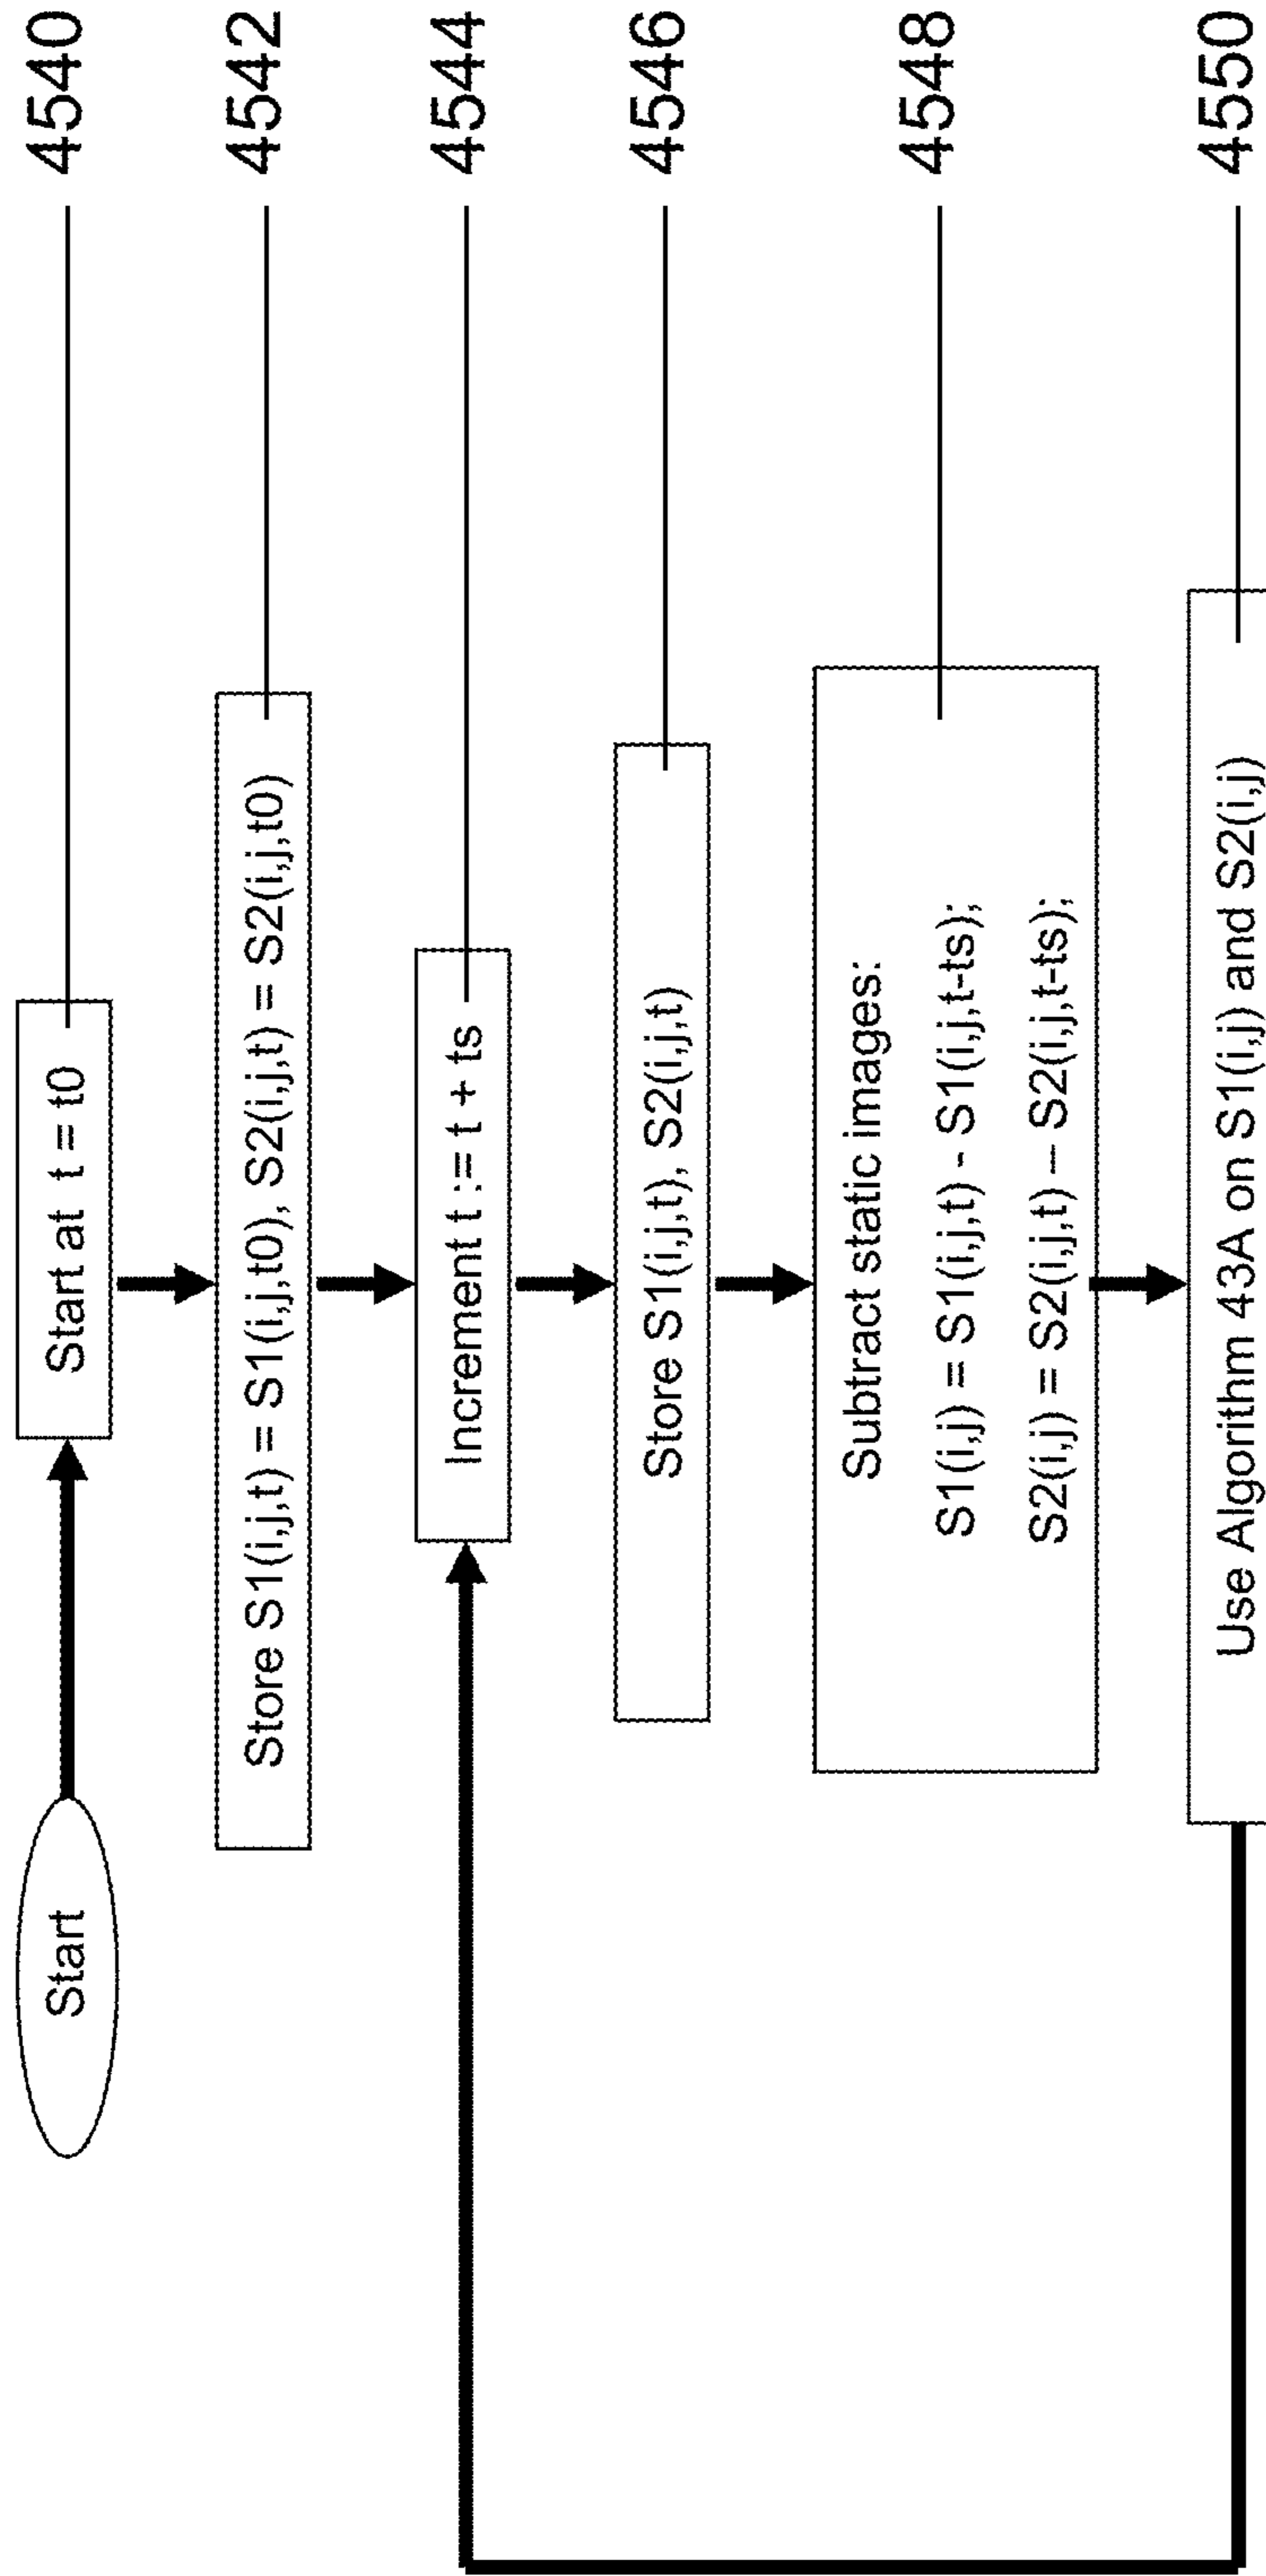 Start
Start at t = t0
4540
Store S1(i,j,t) = S1(i,j,t0), S2(i,j,t) = S2(i,j,t0)
4542
Increment t := t + ts
4544
Store S1(i,j,t), S2(i,j,t)
4546
Subtract static images:
S1(i,j) = S1(i,j,t) - S1(i,j,t-ts);
S2(i,j) = S2(i,j,t) – S2(i,j,t-ts);
4548
Use Algorithm 43A on S1(i,j) and S2(i,j)
4550